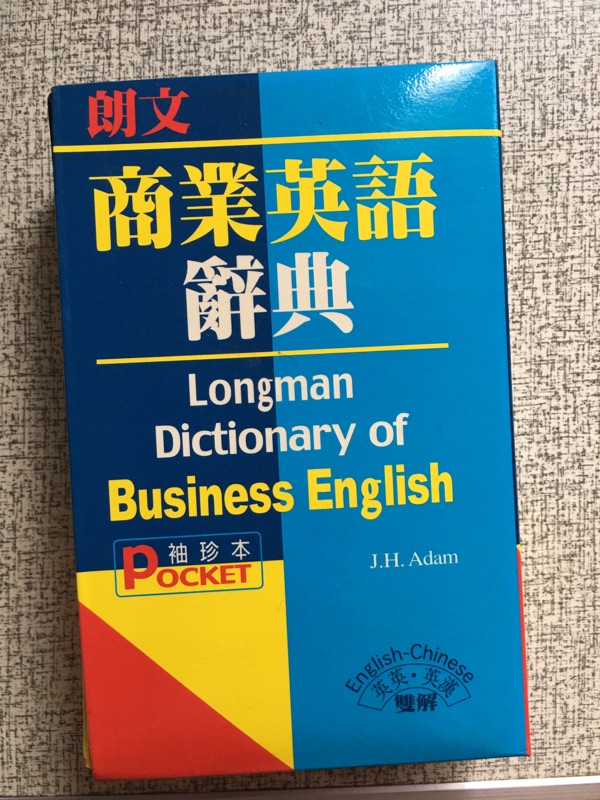 朗文
商業英語
辭典
Longman
Dictionary of
Business English
袖珍本
POCKET
J.H. Adam
English-Chinese
英英·英漢
雙解